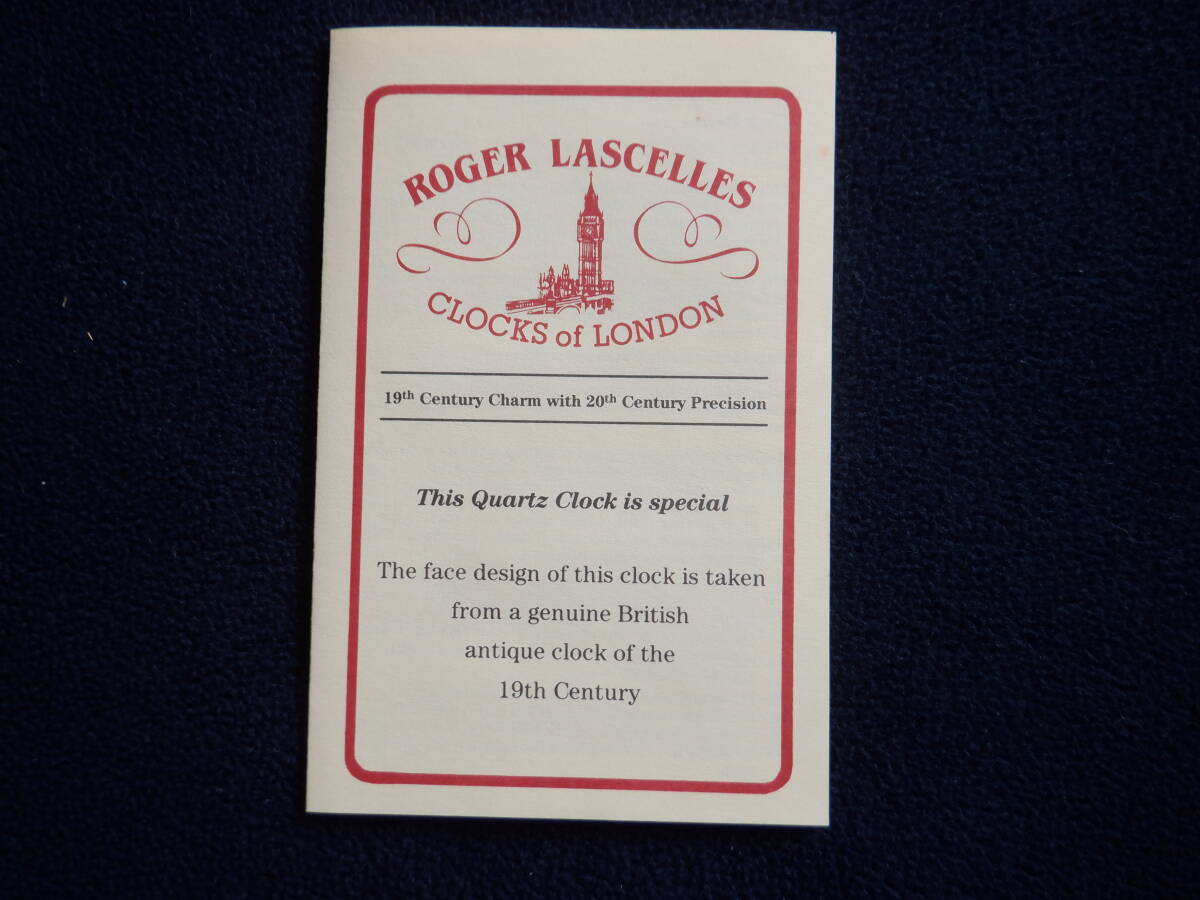 ROGER LASCELLES
CLOCKS of LONDON
19th Century Charm with 20th Century Precision
This Quartz Clock is special
The face design of this clock is taken
from a genuine British
antique clock of the
19th Century